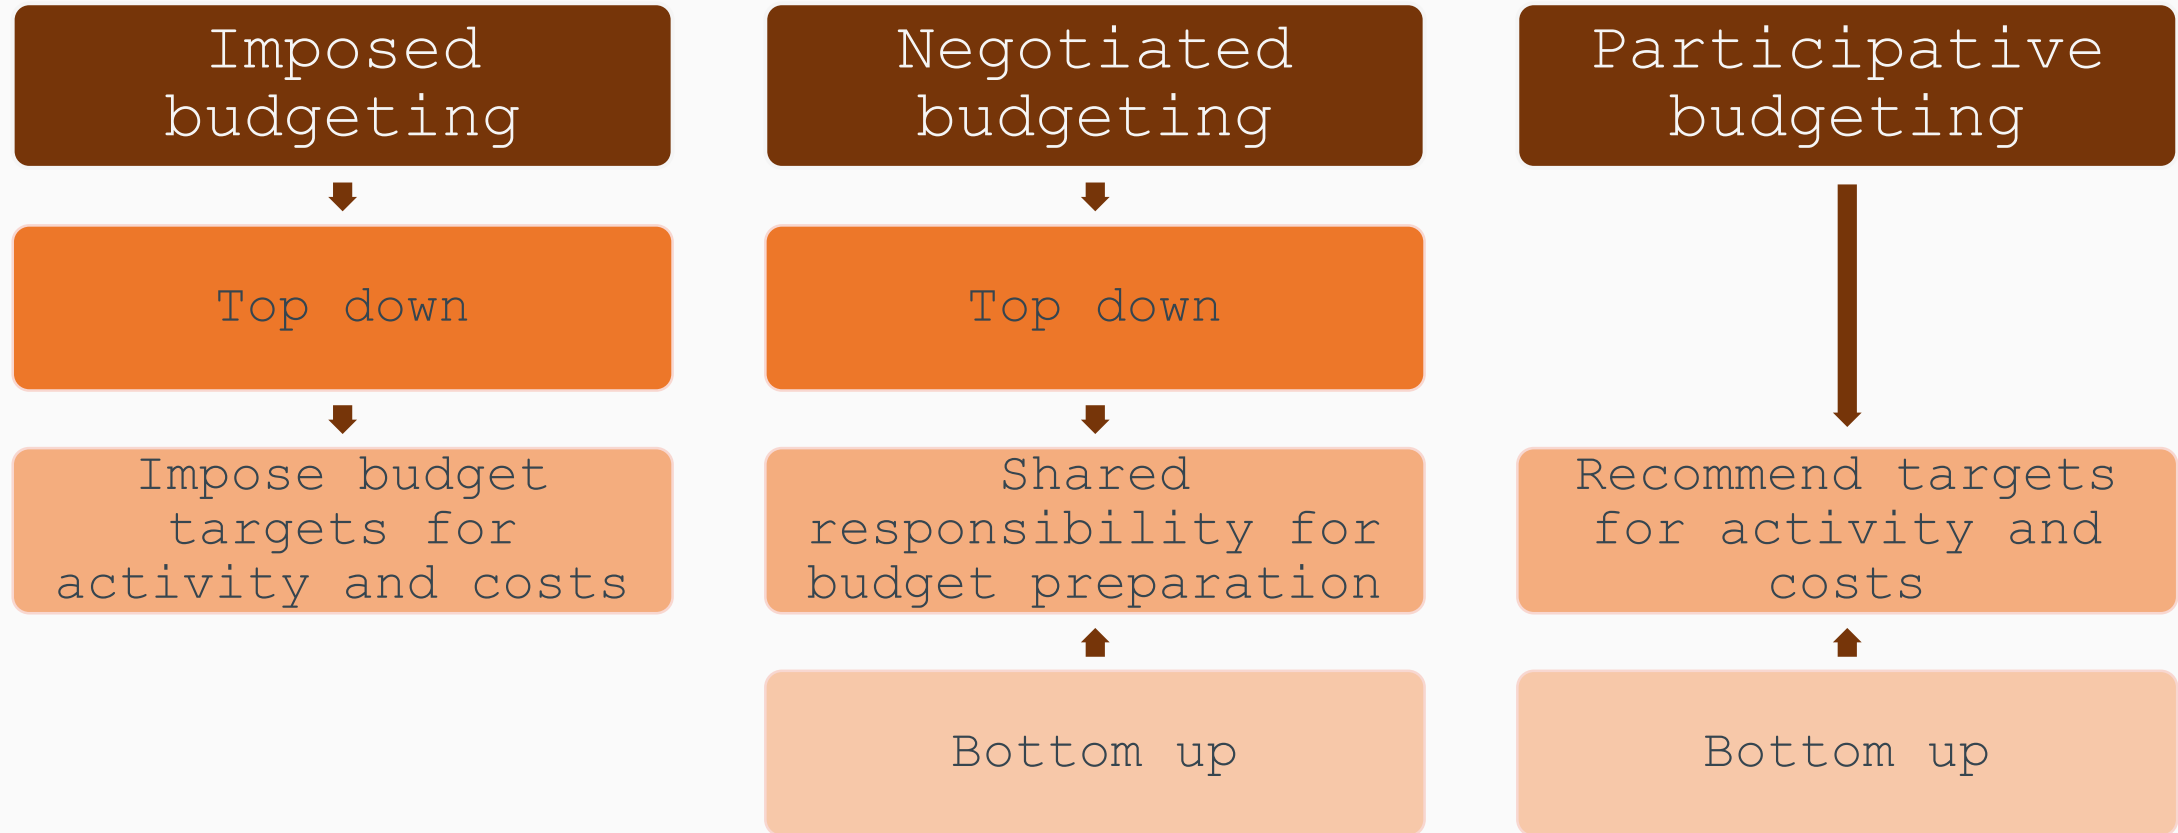 Imposed
budgeting
Top down
Impose budget
targets for
activity and costs
Negotiated
budgeting
Top down
Shared
responsibility for
budget preparation
Bottom up
Participative
budgeting
Recommend targets
for activity and
costs
Bottom up